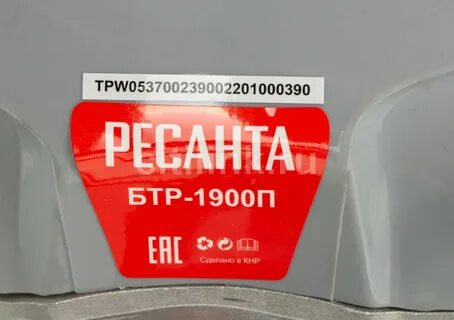 TPW053700239002201000390
РЕСАНТА
БТР-1900П
EAC
Сделано в КНР